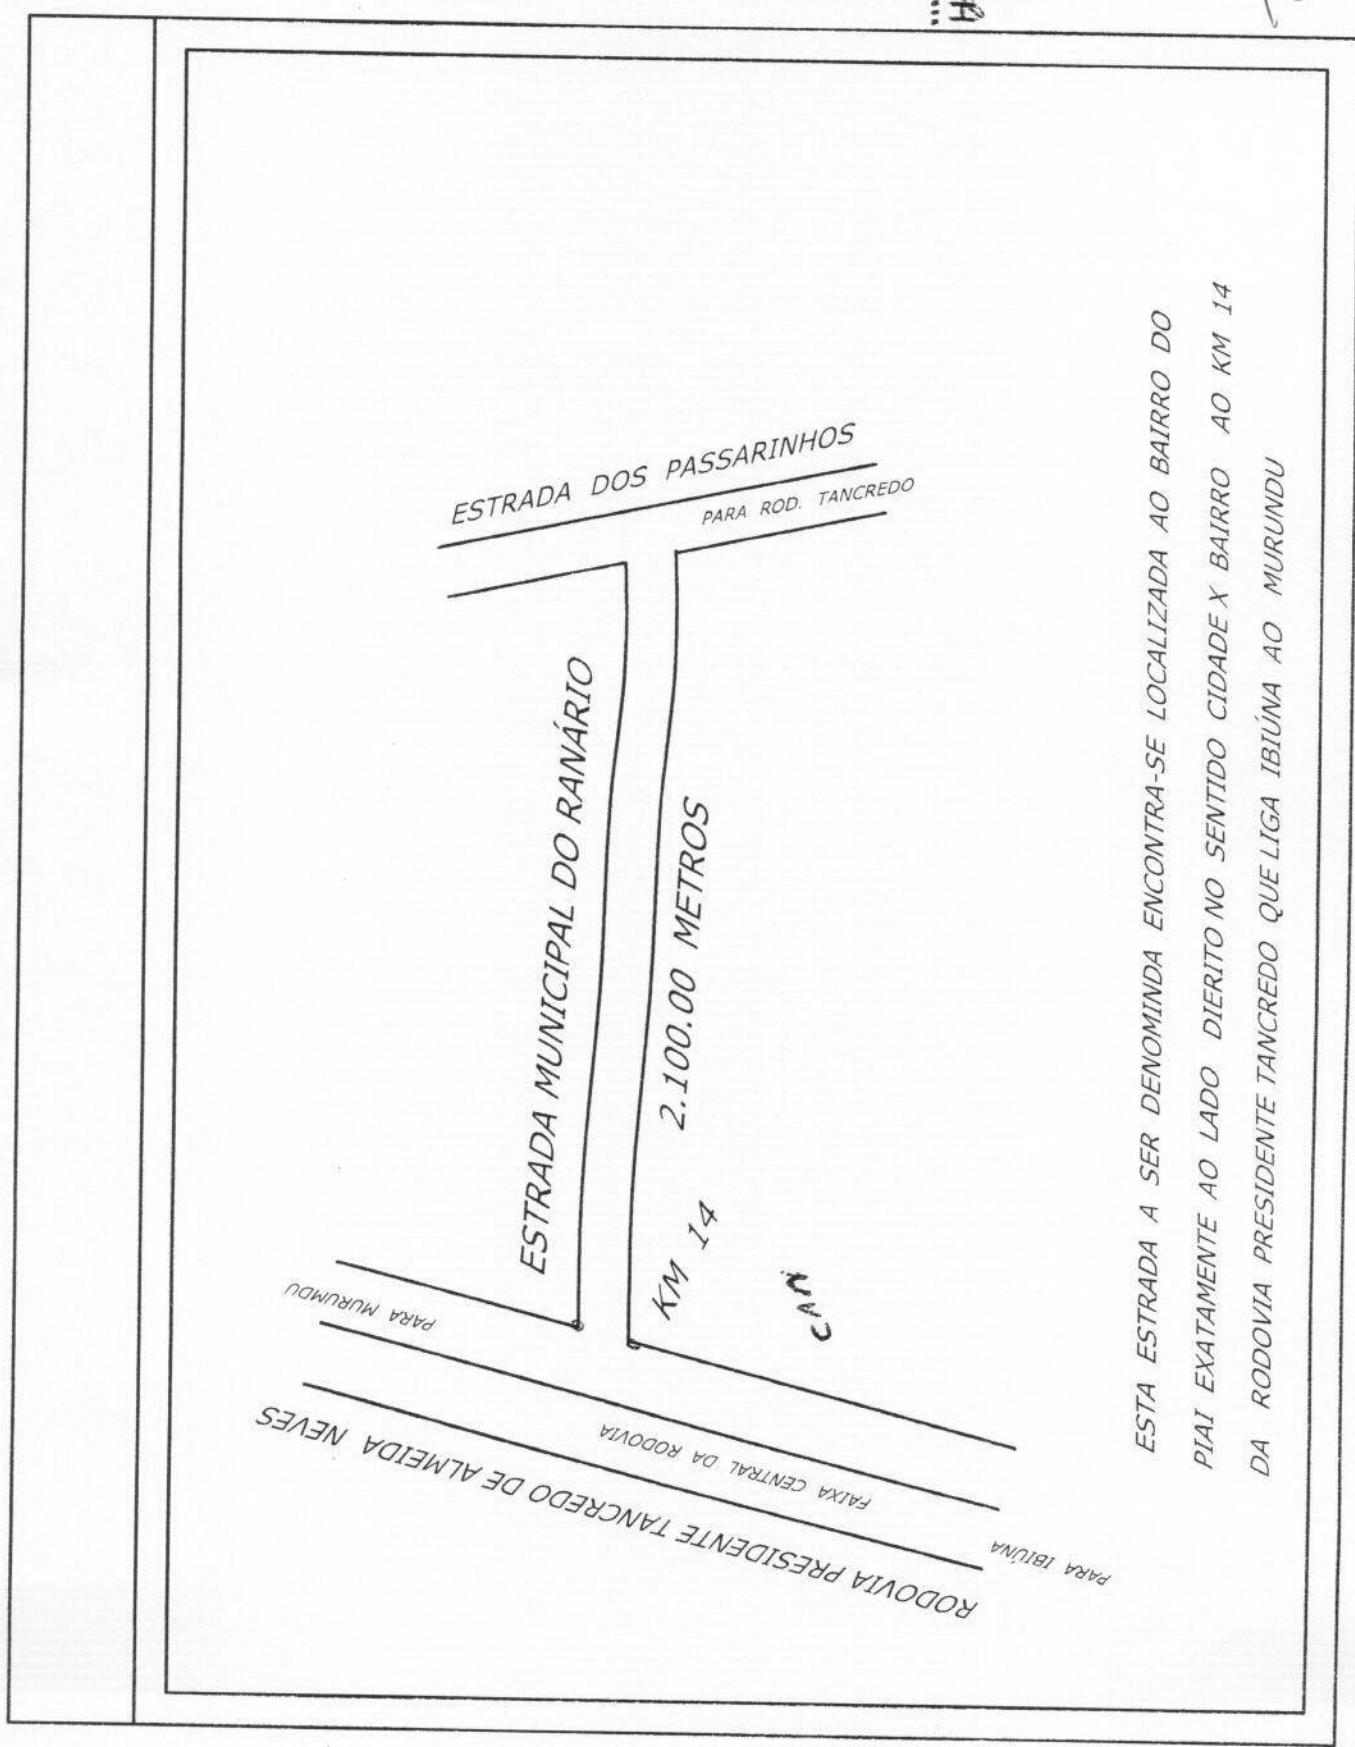 ESTRADA DOS PASSARINHOS
PARA ROD. TANCREDO
ESTRADA MUNICIPAL DO RANÁRIO
2.100.00 METROS
KM 14
PARA MURUMDU
FAIXA CENTRAL DA RODOVIA
RODOVIA PRESIDENTE TANCREDO DE ALMEIDA NEVES
PARA IBIÚNA
ESTA ESTRADA A SER DENOMINDA ENCONTRA-SE LOCALIZADA AO BAIRRO DO
PIAI EXATAMENTE AO LADO DIERITO NO SENTIDO CIDADE X BAIRRO AO KM 14
DA RODOVIA PRESIDENTE TANCREDO QUE LIGA IBIÚNA AO MURUNDU